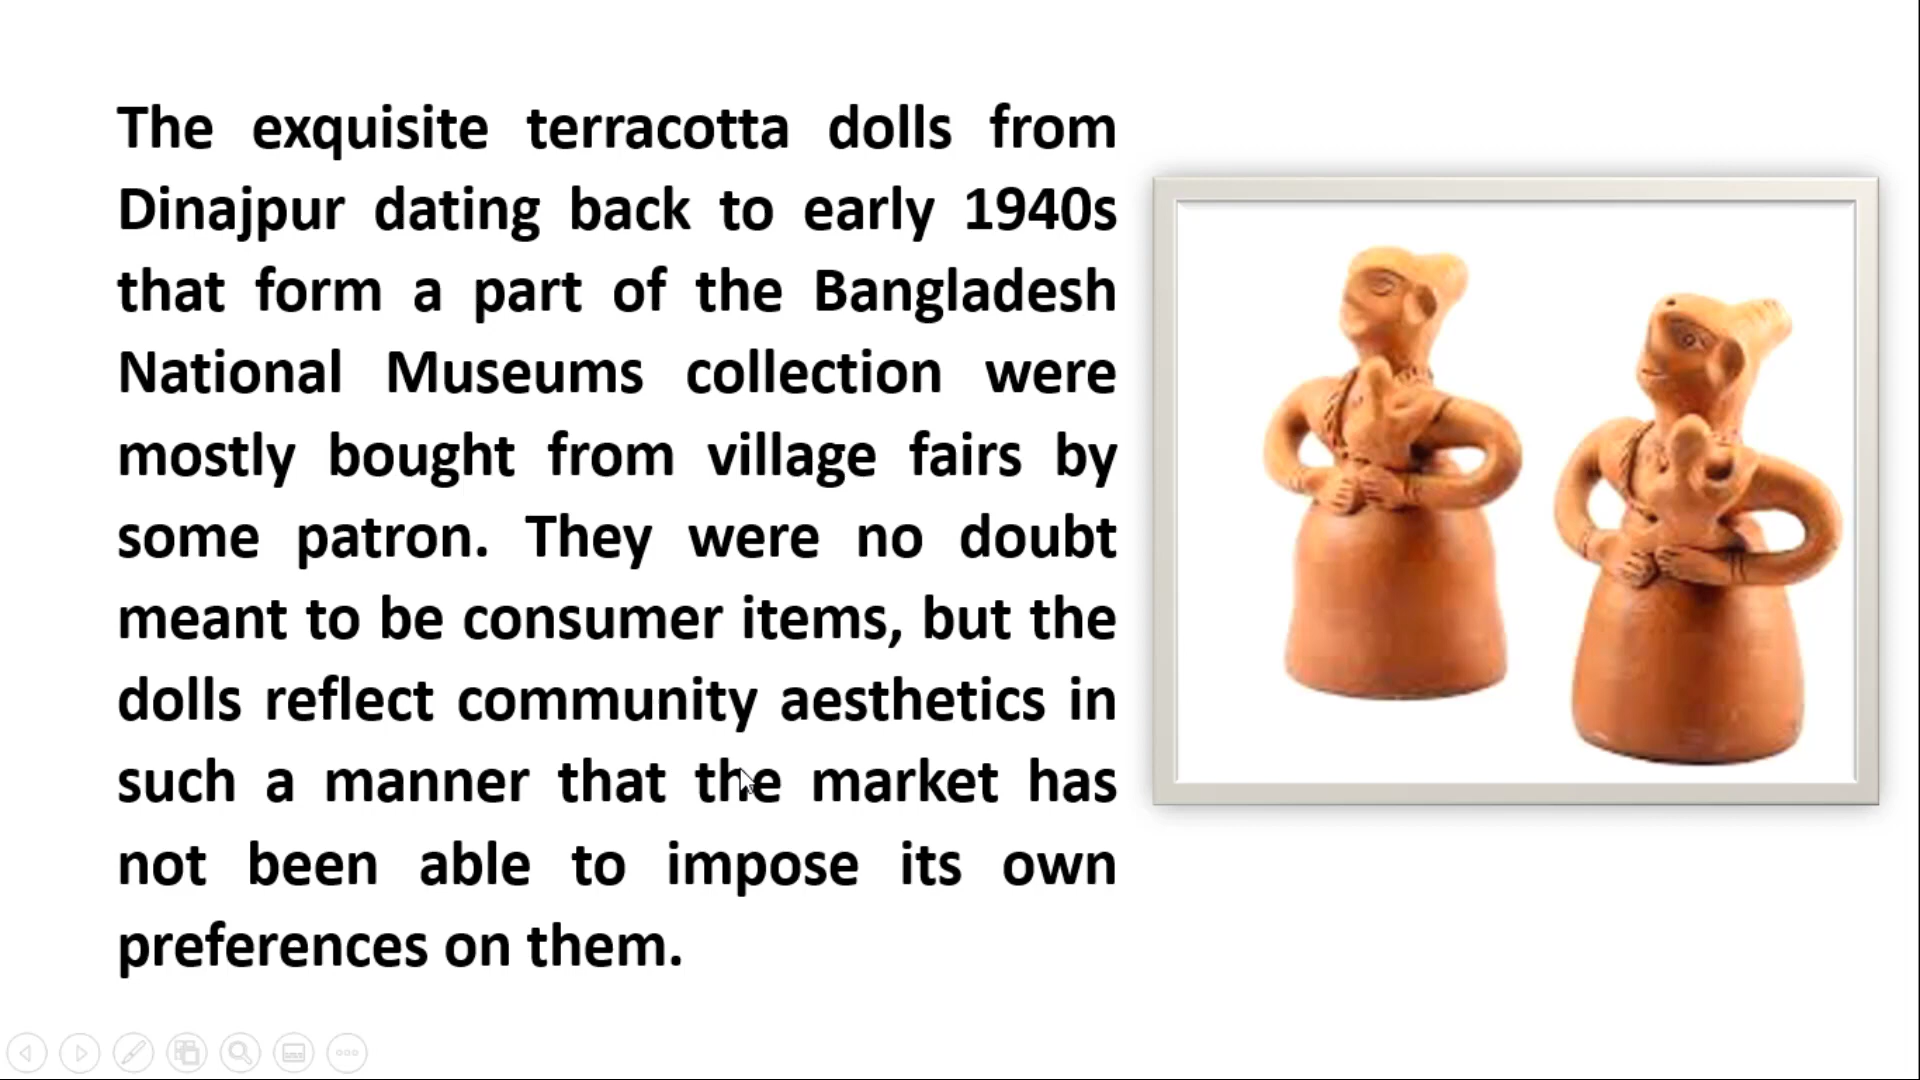 The exquisite terracotta dolls from
Dinajpur dating back to early 1940s
that form a part of the Bangladesh
National Museums collection were
mostly bought from village fairs by
some patron. They were no doubt
meant to be consumer items, but the
dolls reflect community aesthetics in
such a manner that the market has
not been able to impose its own
preferences on them.